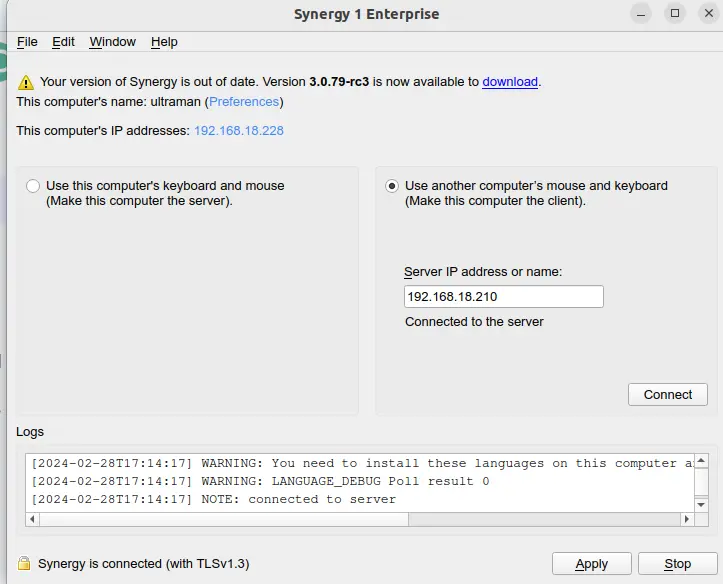 Synergy 1 Enterprise
File Edit Window Help
Your version of Synergy is out of date. Version 3.0.79-rc3 is now available to download.
This computer's name: ultraman (Preferences)
This computer's IP addresses: 192.168.18.228
Use this computer's keyboard and mouse
(Make this computer the server).
Use another computer’s mouse and keyboard
(Make this computer the client).
Server IP address or name:
192.168.18.210
Connected to the server
Connect
Logs
[2024-02-28T17:14:17] WARNING: You need to install these languages on this computer a
[2024-02-28T17:14:17] WARNING: LANGUAGE_DEBUG Poll result 0
[2024-02-28T17:14:17] NOTE: connected to server
Synergy is connected (with TLSv1.3)
Apply Stop